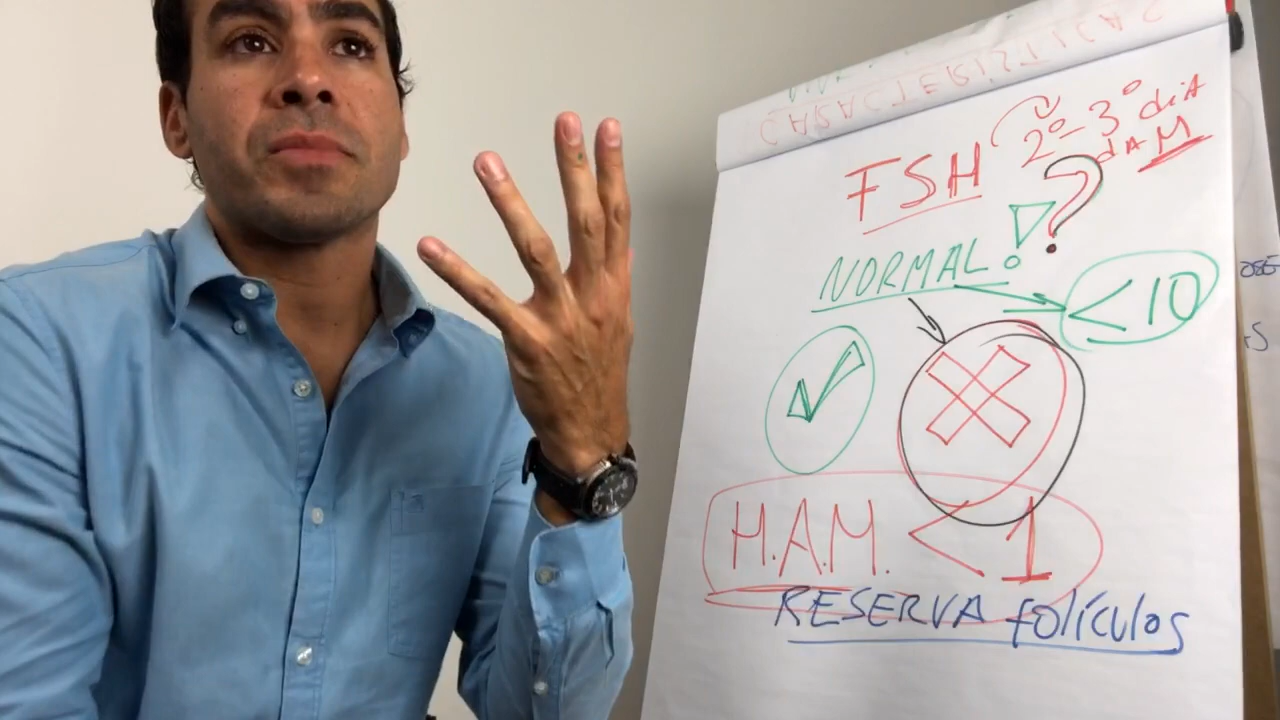 CARACTERÍSTICAS
FSH 2º-3º diA
dA M
NORMAL! ?
<10
H.A.M. <1
RESERVA folículos